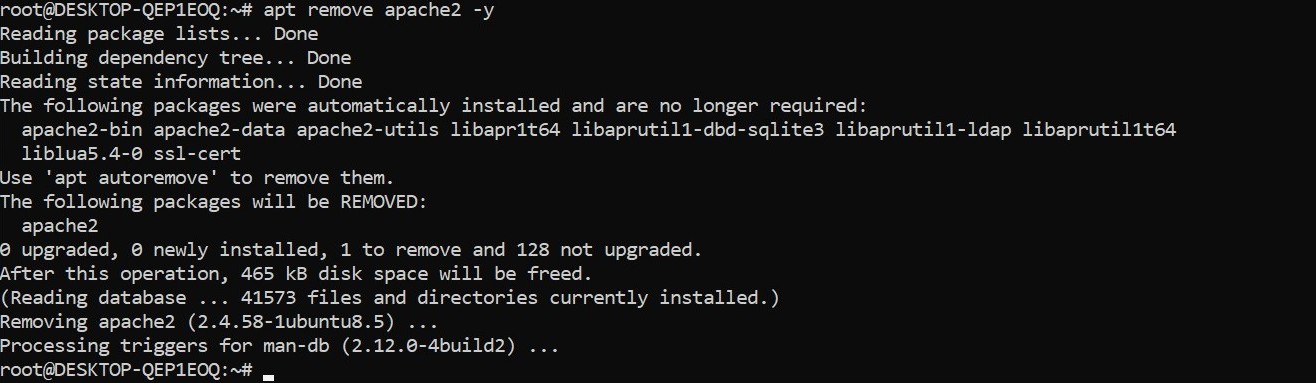 root@DESKTOP-QEP1EOQ:~# apt remove apache2 -y
Reading package lists... Done
Building dependency tree... Done
Reading state information... Done
The following packages were automatically installed and are no longer required:
  apache2-bin apache2-data apache2-utils libapr1t64 libaprutil1-dbd-sqlite3 libaprutil1-ldap libaprutil1t64
  liblua5.4-0 ssl-cert
Use 'apt autoremove' to remove them.
The following packages will be REMOVED:
  apache2
0 upgraded, 0 newly installed, 1 to remove and 128 not upgraded.
After this operation, 465 kB disk space will be freed.
(Reading database ... 41573 files and directories currently installed.)
Removing apache2 (2.4.58-1ubuntu8.5) ...
Processing triggers for man-db (2.12.0-4build2) ...
root@DESKTOP-QEP1EOQ:~#